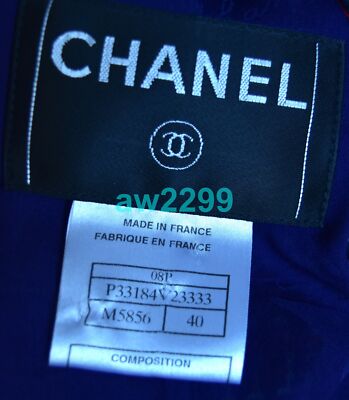 CHANEL
aw2299
MADE IN FRANCE
FABRIQUE EN FRANCE
08P
P33184V23333
M5856 40
COMPOSITION